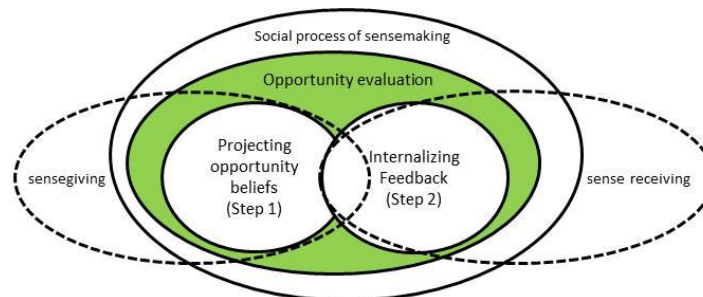 Social process of sensemaking
Opportunity evaluation
Projecting
opportunity
beliefs
(Step 1)
Internalizing
Feedback
(Step 2)
sensegiving
sense receiving